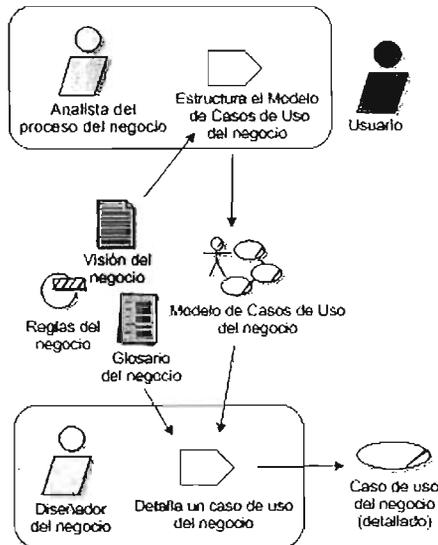 Analista del
proceso del negocio
Estructura el Modelo
de Casos de Uso
del negocio
Usuario
Visión del
negocio
Reglas del
negocio
Glosario
del negocio
Modelo de Casos de Uso
del negocio
Diseñador
del negocio
Detalla un caso de uso
del negocio
Caso de uso
del negocio
(detallado)